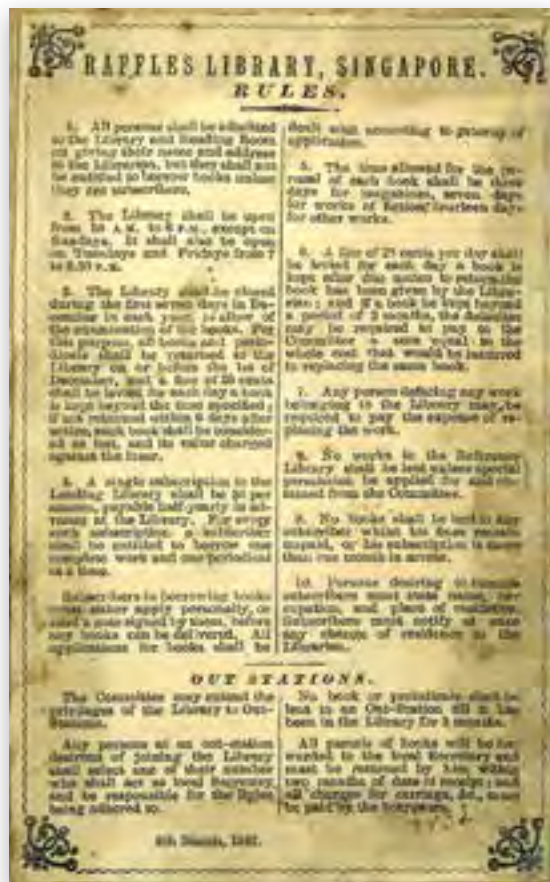 RAFFLES LIBRARY, SINGAPORE.
RULES.
1. All persons shall be admitted
to the Library and Reading Room
on giving their name and address
to the Librarian, but they shall not
be entitled to borrow books unless
they are subscribers.
2. The Library shall be open
from 10 A.M. to 6 P.M., except on
Sundays. It shall also be open
on Tuesdays and Fridays from 7
to P.M.
3. The Library shall be closed
during the first seven days in De-
cember in each year, to allow of
the examination of the books. For
this purpose, all books and period-
icals shall be returned to the
Library on or before the 1st of
December, and a fine of 25 cents
shall be levied for each day a book
is kept beyond the time specified;
if not returned within 6 days after
notice, such book shall be consider-
ed as lost, and its value charged
against the loser.
4. A single subscription to the
Lending Library shall be per
annum, payable half-yearly in ad-
vance at the Library. For every
such subscription a subscriber
shall be entitled to borrow one
complete work and one periodical
at a time.
Subscribers in borrowing books
must either apply personally, or
send a note signed by them, before
any books can be delivered. All
applications for books shall be
dealt with according to priority of
application.
5. The time allowed for the pe-
rusal of each book shall be three
days for magazines, seven days
for works of fiction, fourteen days
for other works.
6. A fine of 25 cents per day shall
be levied for each day a book is
kept after due notice to return the
book has been given by the Libra-
rian; and if a book be kept beyond
a period of 2 months, the defaulter
may be required to pay to the
Committee a sum equal to the
whole cost that would be incurred
in replacing the same book.
7. Any person defacing any work
belonging to the Library may be
required to pay the expense of re-
placing the work.
8. No works in the Reference
Library shall be lent unless special
permission be applied for and ob-
tained from the Committee.
9. No books shall be lent to any
subscriber whilst his fines remain
unpaid, or his subscription is more
than one month in arrear.
10. Persons desiring to become
subscribers must state name, occ-
upation, and place of residence.
Subscribers must notify at once
any change of residence to the
Librarian.
OUT STATIONS.
The Committee may extend the
privileges of the Library to Out-
Stations.
Any persons at an out-station
desirous of joining the Library
shall select one of their number
who shall act as local Secretary,
and be responsible for the Rules
being adhered to.
No book or periodicals shall be
lent to an Out-Station till it has
been in the Library for 3 months.
All parcels of books will be for-
warded to the local Secretary and
must be returned by him within
two months of date of receipt; and
all charges for carriage, &c., must
be paid by the borrowers.